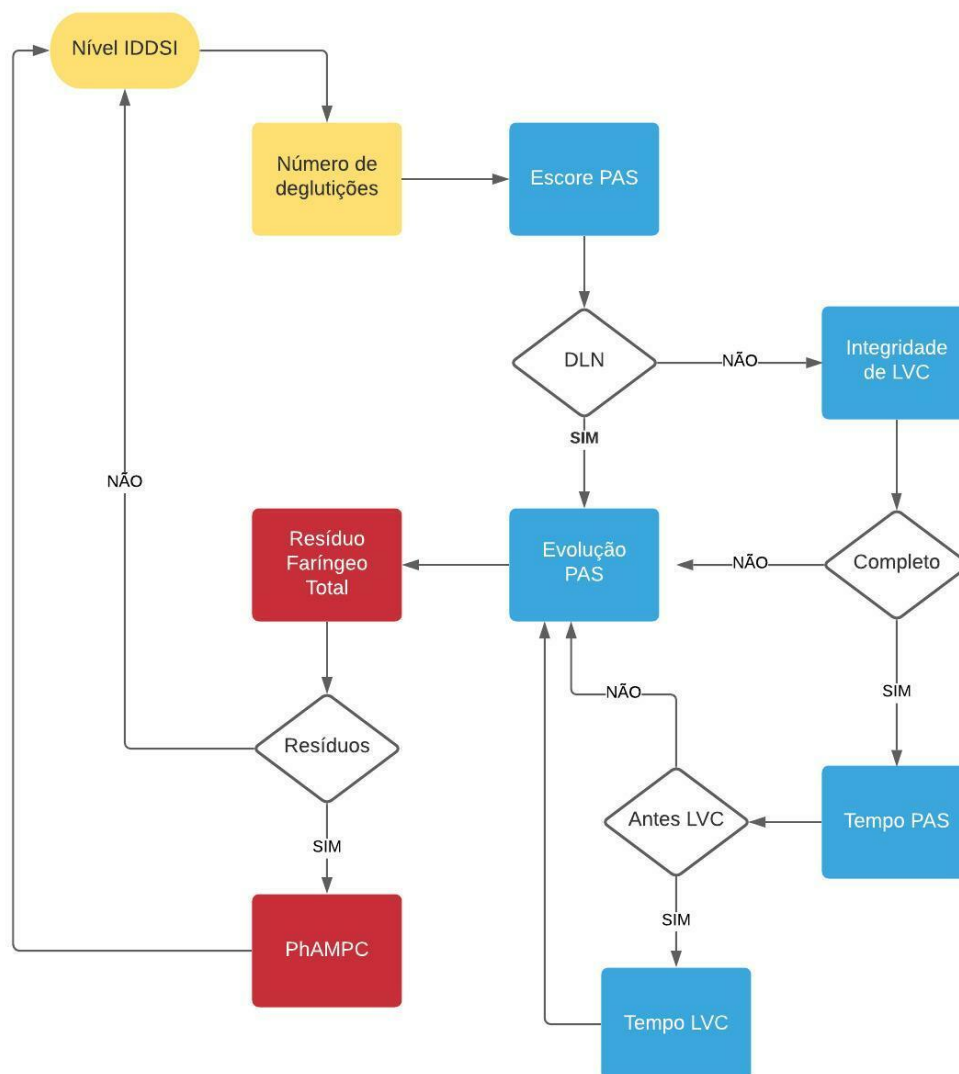 Nível IDDSI
Número de
deglutições
Escore PAS
DLN
NÃO
Integridade
de LVC
SIM
NÃO
Resíduo
Faríngeo
Total
Evolução
PAS
NÃO
Completo
NÃO
SIM
Resíduos
Antes LVC
Tempo PAS
SIM
SIM
PhAMPC
Tempo LVC